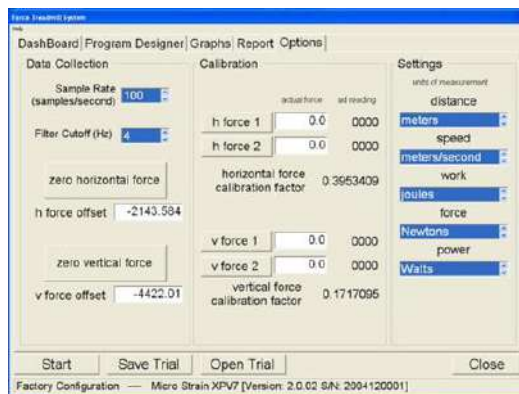 Force Treadmill System
Help
DashBoard Program Designer Graphs Report Options
Data Collection
Sample Rate
(samples/second) 100
Filter Cutoff (Hz) 4
zero horizontal force
h force offset -2143.584
zero vertical force
v force offset -4422.01
Calibration
actual force ad reading
h force 1 0.0 0000
h force 2 0.0 0000
horizontal force
calibration factor 0.3953409
v force 1 0.0 0000
v force 2 0.0 0000
vertical force
calibration factor 0.1717095
Settings
units of measurement
distance
meters
speed
meters/second
work
joules
force
Newtons
power
Watts
Start Save Trial Open Trial Close
Factory Configuration — Micro Strain XPV7 [Version: 2.0.02 S/N: 2004120001]